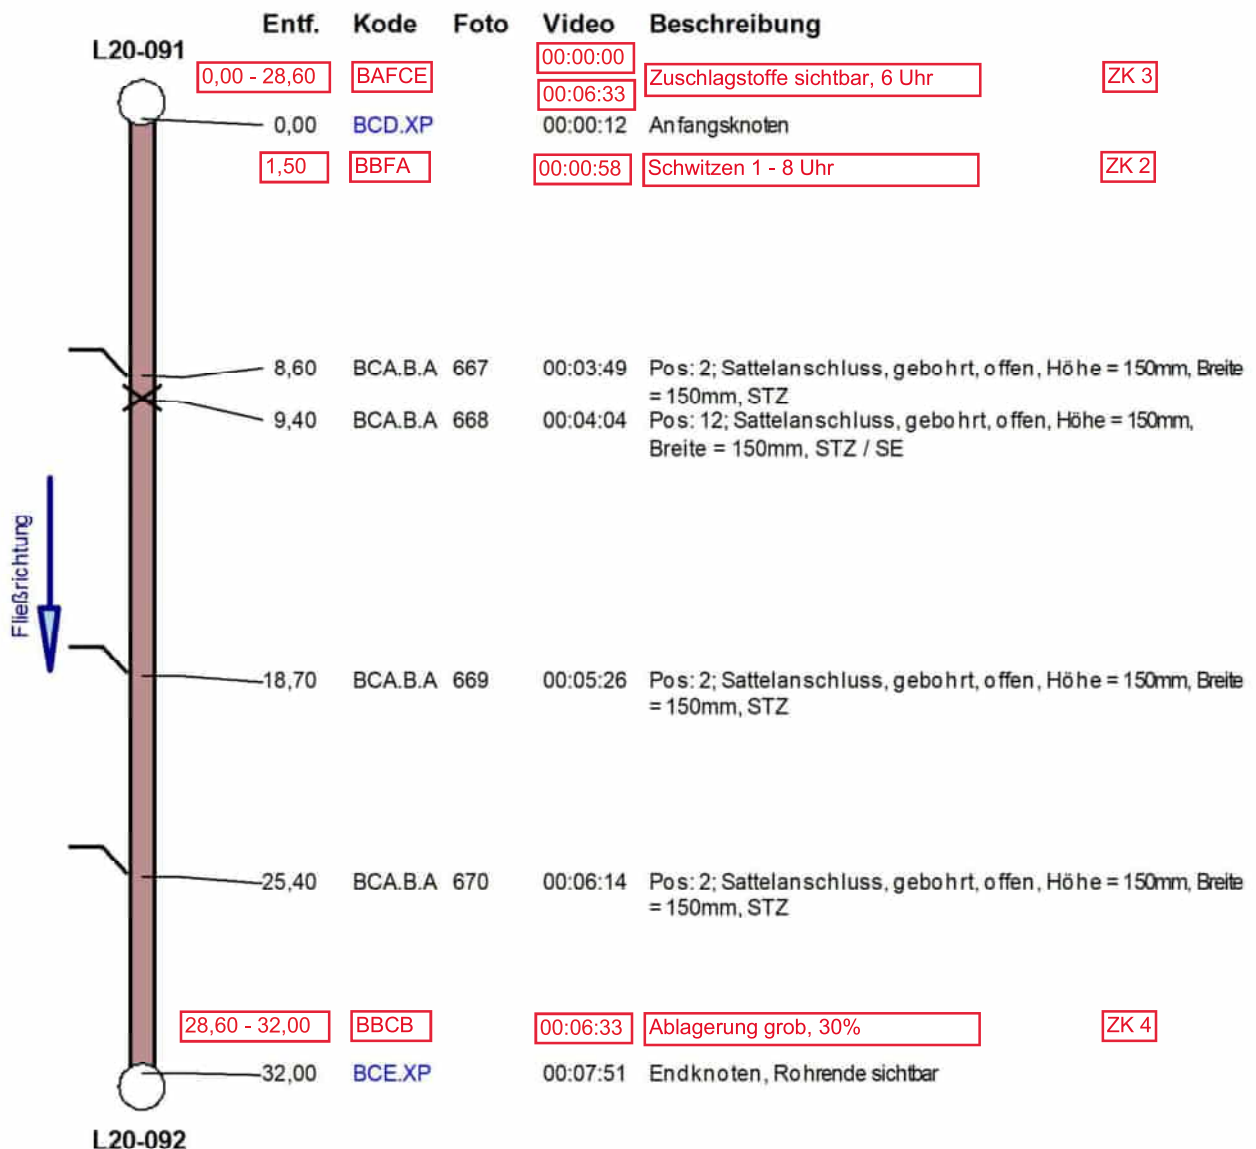 Entf. Kode Foto Video Beschreibung
L20-091
00:00:00
0,00 - 28,60 BAFCE Zuschlagstoffe sichtbar, 6 Uhr ZK 3
00:06:33
0,00 BCD.XP 00:00:12 Anfangsknoten
1,50 BBFA 00:00:58 Schwitzen 1 - 8 Uhr ZK 2
8,60 BCA.B.A 667 00:03:49 Pos: 2; Sattelanschluss, gebohrt, offen, Höhe = 150mm, Breite
= 150mm, STZ
9,40 BCA.B.A 668 00:04:04 Pos: 12; Sattelanschluss, gebohrt, offen, Höhe = 150mm,
Breite = 150mm, STZ / SE
Fließrichtung
18,70 BCA.B.A 669 00:05:26 Pos: 2; Sattelanschluss, gebohrt, offen, Höhe = 150mm, Breite
= 150mm, STZ
25,40 BCA.B.A 670 00:06:14 Pos: 2; Sattelanschluss, gebohrt, offen, Höhe = 150mm, Breite
= 150mm, STZ
28,60 - 32,00 BBCB 00:06:33 Ablagerung grob, 30% ZK 4
32,00 BCE.XP 00:07:51 Endknoten, Rohrende sichtbar
L20-092